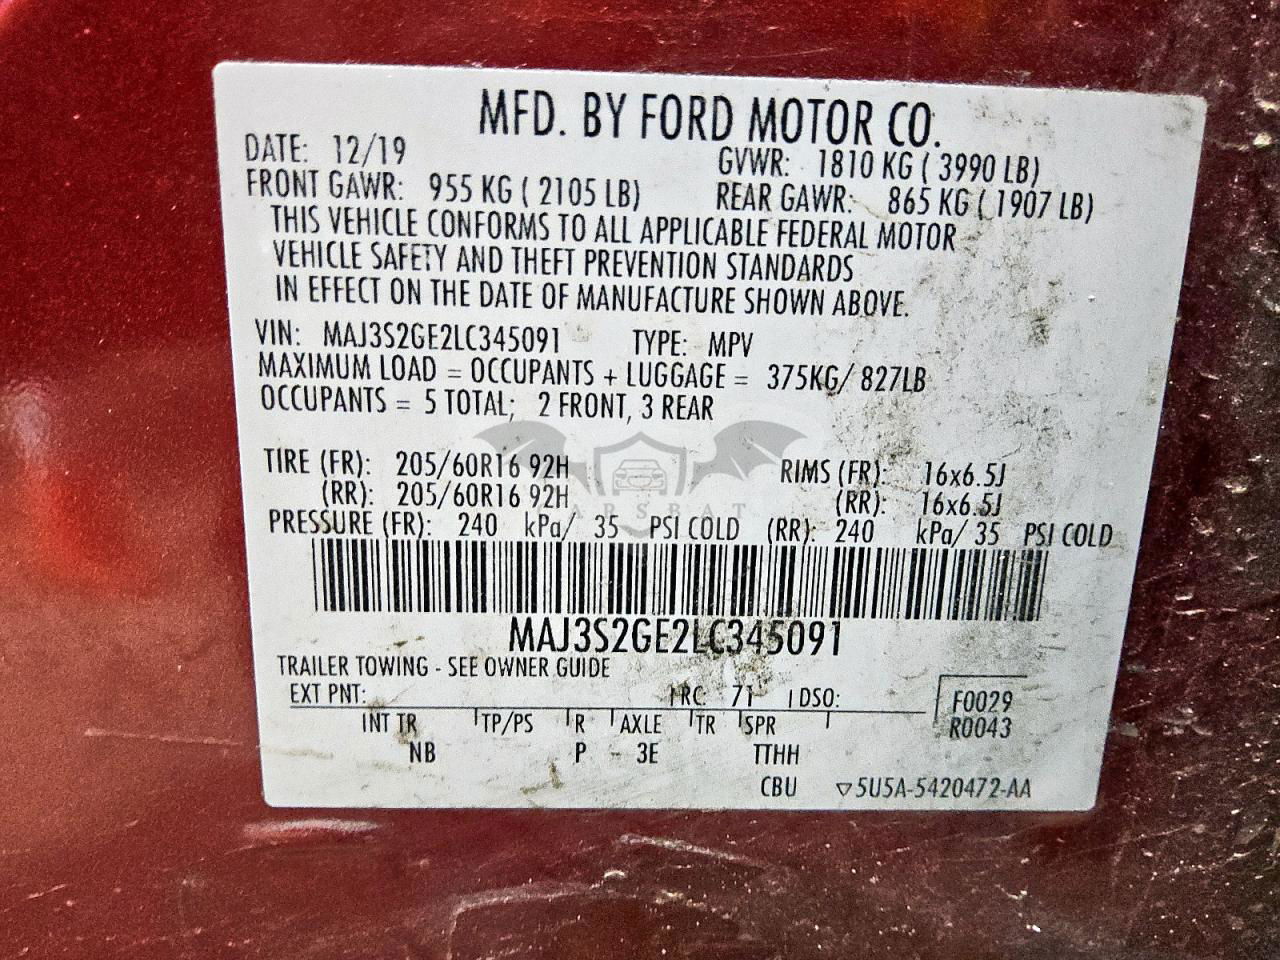 MFD. BY FORD MOTOR CO.
DATE: 12/19 GVWR: 1810 KG ( 3990 LB)
FRONT GAWR: 955 KG ( 2105 LB) REAR GAWR: 865 KG ( 1907 LB)
THIS VEHICLE CONFORMS TO ALL APPLICABLE FEDERAL MOTOR
VEHICLE SAFETY AND THEFT PREVENTION STANDARDS
IN EFFECT ON THE DATE OF MANUFACTURE SHOWN ABOVE.
VIN: MAJ3S2GE2LC345091 TYPE: MPV
MAXIMUM LOAD = OCCUPANTS + LUGGAGE = 375KG/ 827LB
OCCUPANTS = 5 TOTAL; 2 FRONT, 3 REAR
TIRE (FR): 205/60R16 92H RIMS (FR): 16x6.5J
(RR): 205/60R16 92H (RR): 16x6.5J
ARSBAT
PRESSURE (FR): 240 kPa/ 35 PSI COLD (RR): 240 kPa/ 35 PSI COLD
MAJ3S2GE2LC345091
TRAILER TOWING - SEE OWNER GUIDE
EXT PNT: RC: 71 DSO: F0029
INT TR TP/PS R AXLE TR SPR R0043
NB P - 3E TTHH
CBU ▽5U5A-5420472-AA